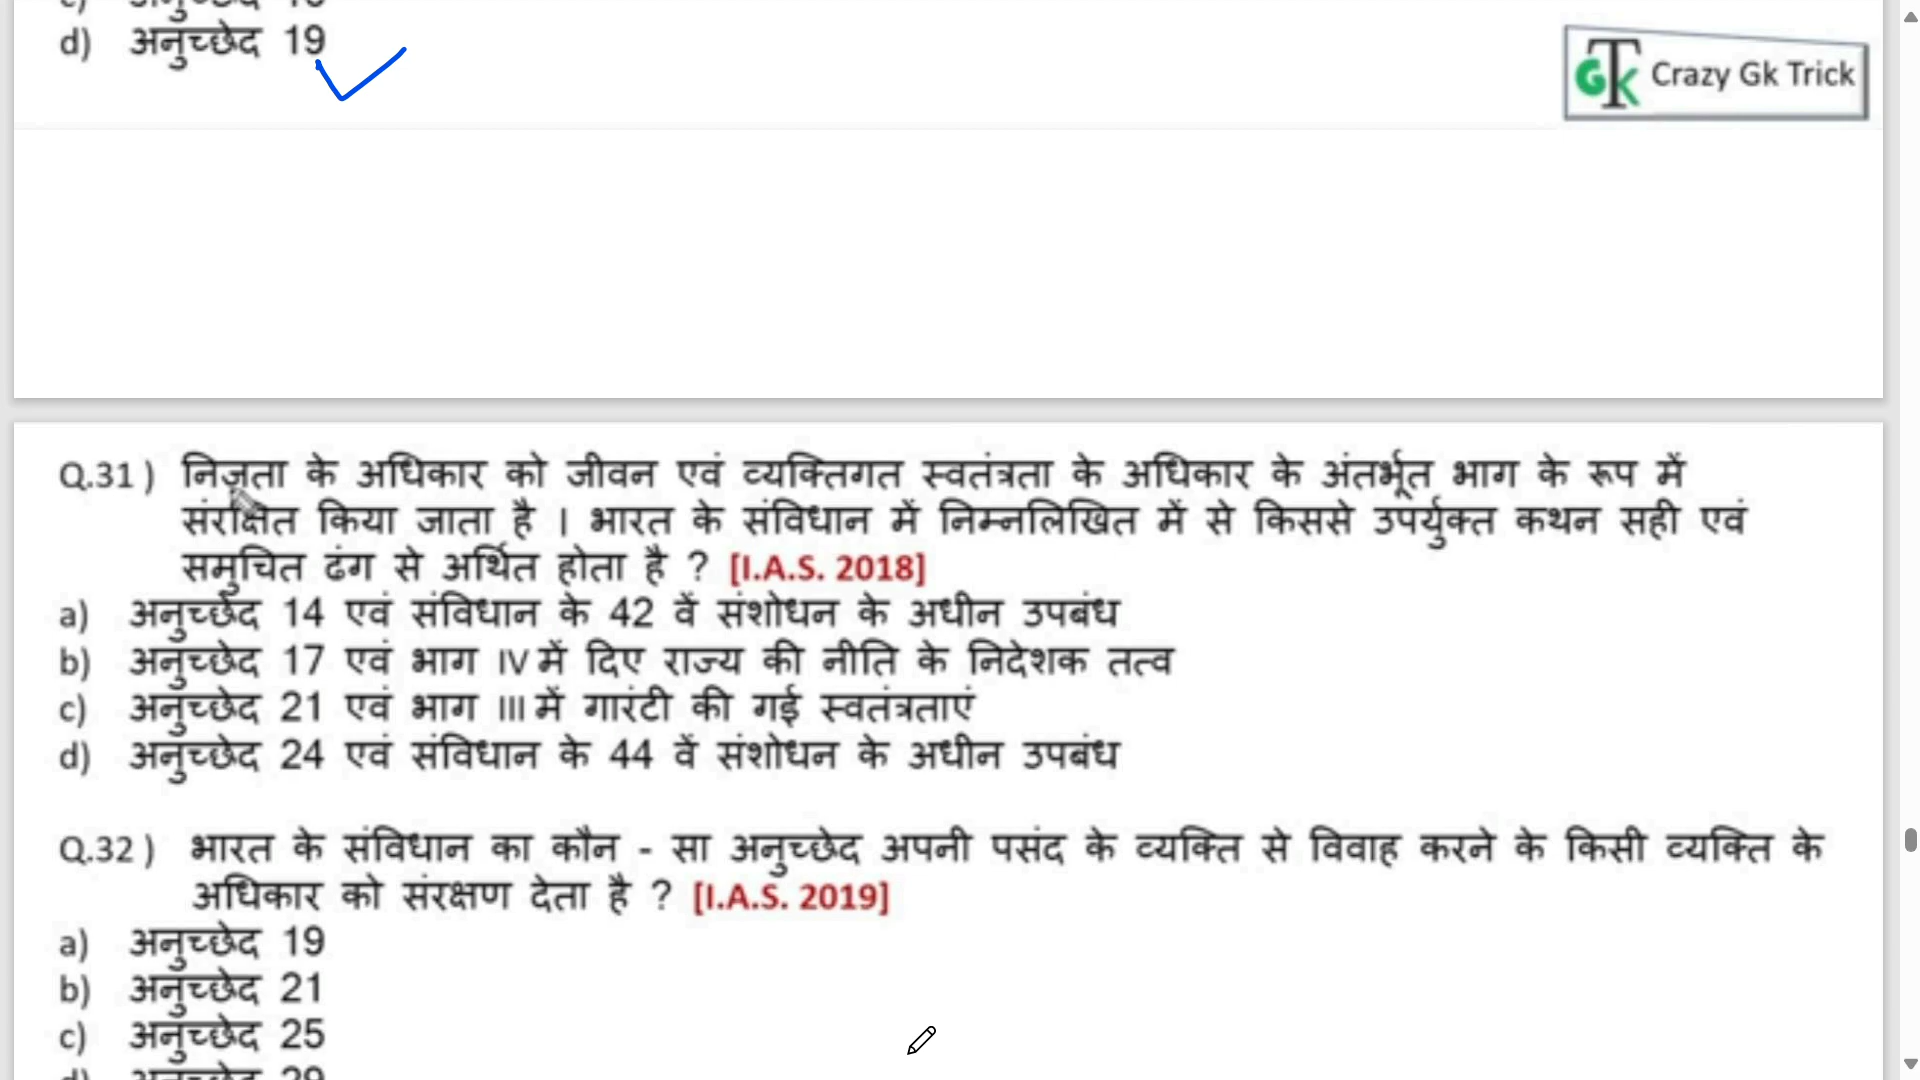 d) अनुच्छेद 19
GTK Crazy Gk Trick
Q.31 ) निजता के अधिकार को जीवन एवं व्यक्तिगत स्वतंत्रता के अधिकार के अंतर्भूत भाग के रूप में
संरक्षित किया जाता है । भारत के संविधान में निम्नलिखित में से किससे उपर्युक्त कथन सही एवं
समुचित ढंग से अर्थित होता है ? [I.A.S. 2018]
a) अनुच्छेद 14 एवं संविधान के 42 वें संशोधन के अधीन उपबंध
b) अनुच्छेद 17 एवं भाग IV में दिए राज्य की नीति के निदेशक तत्व
c) अनुच्छेद 21 एवं भाग III में गारंटी की गई स्वतंत्रताएं
d) अनुच्छेद 24 एवं संविधान के 44 वें संशोधन के अधीन उपबंध
Q.32 ) भारत के संविधान का कौन - सा अनुच्छेद अपनी पसंद के व्यक्ति से विवाह करने के किसी व्यक्ति के
अधिकार को संरक्षण देता है ? [I.A.S. 2019]
a) अनुच्छेद 19
b) अनुच्छेद 21
c) अनुच्छेद 25